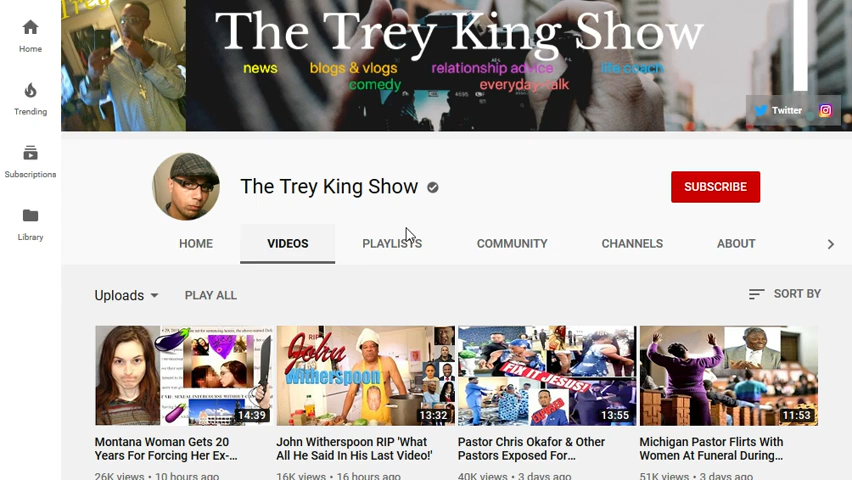 The Trey King Show
news blogs & vlogs relationship advice life coach
comedy everyday talk
Twitter
Home
Trending
Subscriptions
Library
The Trey King Show
SUBSCRIBE
HOME VIDEOS PLAYLISTS COMMUNITY CHANNELS ABOUT
Uploads PLAY ALL SORT BY
RIP
John
Witherspoon
FIX IT JESUS!
14:39 13:32 13:55 11:53
Montana Woman Gets 20
Years For Forcing Her Ex-...
26K views • 10 hours ago
John Witherspoon RIP 'What
All He Said In His Last Video!'
16K views • 16 hours ago
Pastor Chris Okafor & Other
Pastors Exposed For...
40K views • 3 days ago
Michigan Pastor Flirts With
Women At Funeral During...
51K views • 3 days ago